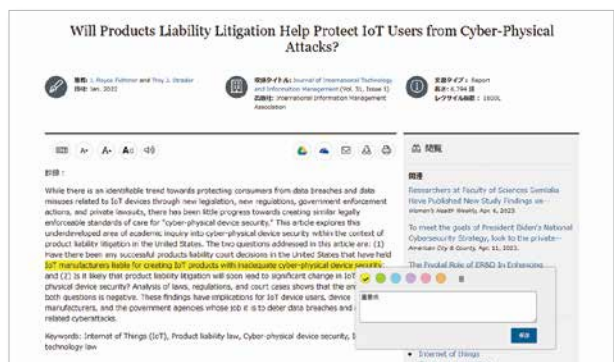 Will Products Liability Litigation Help Protect IoT Users from Cyber-Physical
Attacks?
著者: J. Royce Fichtner and Troy J. Strader
日付: Jan. 2022
収録タイトル: Journal of International Technology
and Information Management (Vol. 31, Issue 1)
出版社: International Information Management
Association
文書タイプ: Report
長さ: 6,794 語
レクサイル指数: 1600L
閲覧
抄録:
While there is an identifiable trend towards protecting consumers from data breaches and data
misuses related to IoT devices through new legislation, new regulations, government enforcement
actions, and private lawsuits, there has been little progress towards creating similar legally
enforceable standards of care for "cyber-physical device security." This article explores this
underdeveloped area of academic inquiry into cyber-physical device security within the context of
product liability litigation in the United States. The two questions addressed in this article are: (1)
Have there been any successful products liability court decisions in the United States that have held
IoT manufacturers liable for creating IoT products with inadequate cyber-physical device security
and (2) Is it likely that product liability litigation will soon lead to significant change in IoT
physical device security? Analysis of laws, regulations, and court cases shows that the
both questions is negative. These findings have implications for IoT device users, device
manufacturers, and the government agencies whose job it is to deter data breaches and
related cyberattacks.
Keywords: Internet of Things (IoT), Product liability law, Cyber-physical device security,
technology law
関連
Researchers at Faculty of Sciences Semlalia
Have Published New Study Findings on
Women's Health Weekly, Apr. 6, 2023.
To meet the goals of President Biden's National
Cybersecurity Strategy, look to the private
American City & County, Apr. 11, 2023.
The Pivotal Role of ER&D In Enhancing
重要点
保存
Internet of things